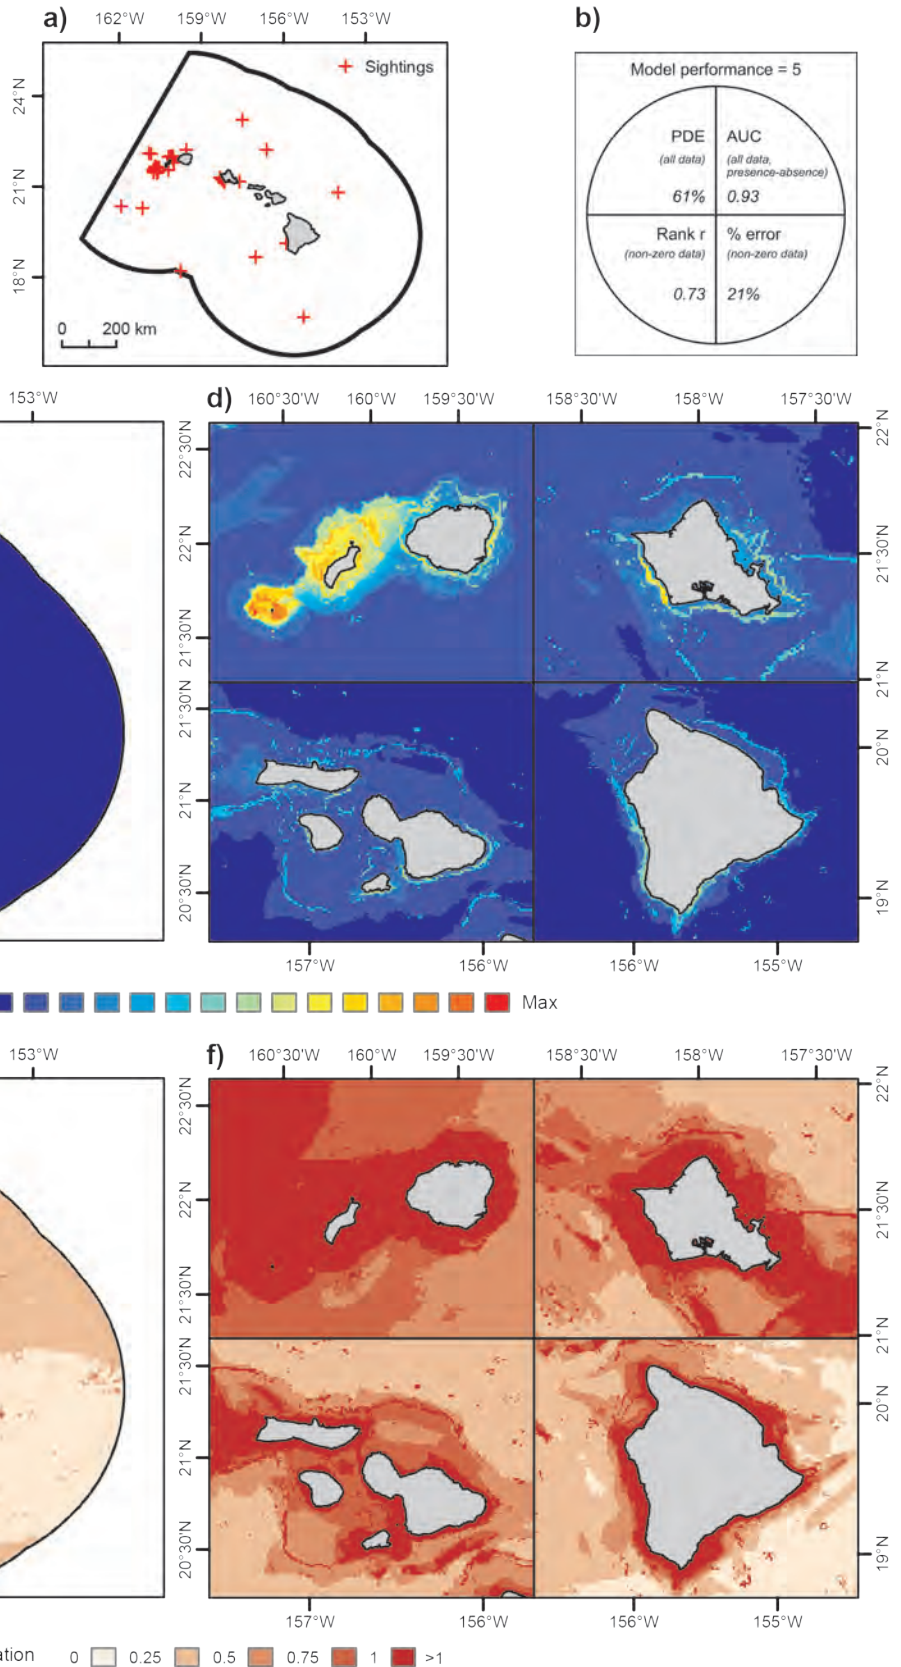 a)
162°W 159°W 156°W 153°W
Sightings
24°N
21°N
18°N
0 200 km
b)
Model performance = 5
PDE
(all data)
61%
AUC
(all data,
presence-absence)
0.93
Rank r
(non-zero data)
0.73
% error
(non-zero data)
21%
153°W
d)
160°30'W 160°W 159°30'W 158°30'W 158°W 157°30'W
22°30'N
22°N
21°30'N
22°N
21°30'N
21°N
21°30'N
21°N
20°30'N
20°N
19°N
157°W 156°W 156°W 155°W
Max
153°W
f)
160°30'W 160°W 159°30'W 158°30'W 158°W 157°30'W
22°30'N
22°N
21°30'N
22°N
21°30'N
21°N
21°30'N
21°N
20°30'N
20°N
19°N
157°W 156°W 156°W 155°W
ation 0 0.25 0.5 0.75 1 >1